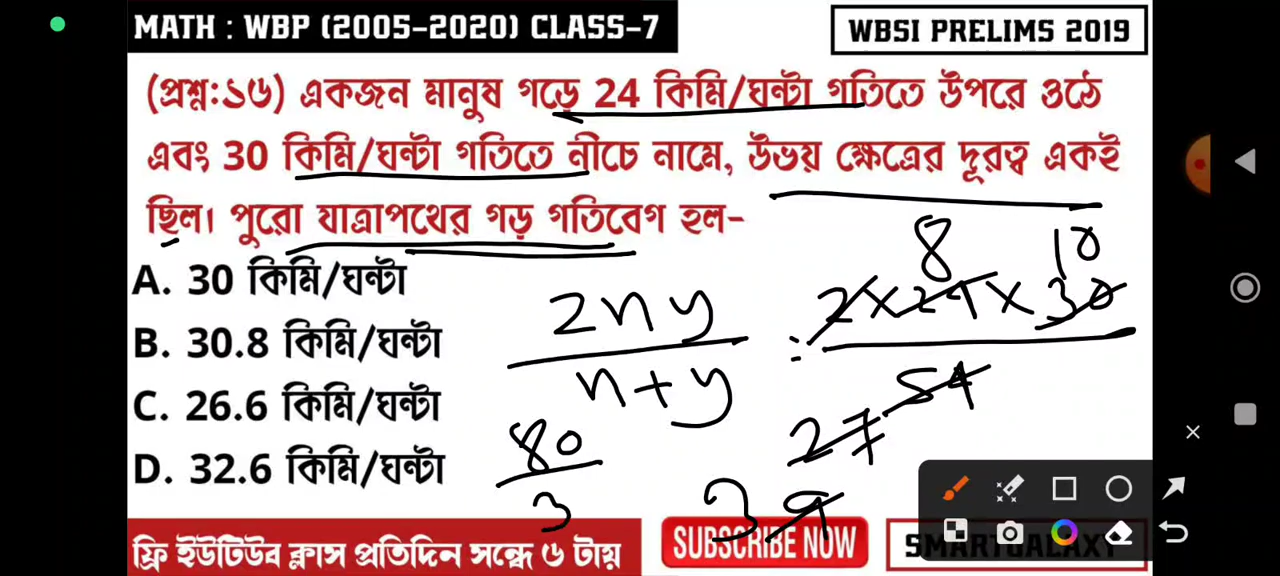 MATH : WBP (2005-2020) CLASS-7
WBSI PRELIMS 2019
(প্রশ্ন:১৬) একজন মানুষ গড়ে 24 কিমি/ঘন্টা গতিতে উপরে ওঠে
এবং 30 কিমি/ঘন্টা গতিতে নীচে নামে, উভয় ক্ষেত্রের দূরত্ব একই
ছিল। পুরো যাত্রাপথের গড় গতিবেগ হল-
A. 30 কিমি/ঘন্টা
B. 30.8 কিমি/ঘন্টা
C. 26.6 কিমি/ঘন্টা
D. 32.6 কিমি/ঘন্টা
2ny
n+y
8 10
2×24×30
54
27
3 9
80
3
ফ্রি ইউটিউব ক্লাস প্রতিদিন সন্ধে ৬ টায়
SUBSCRIBE NOW
SMARTGALAXY